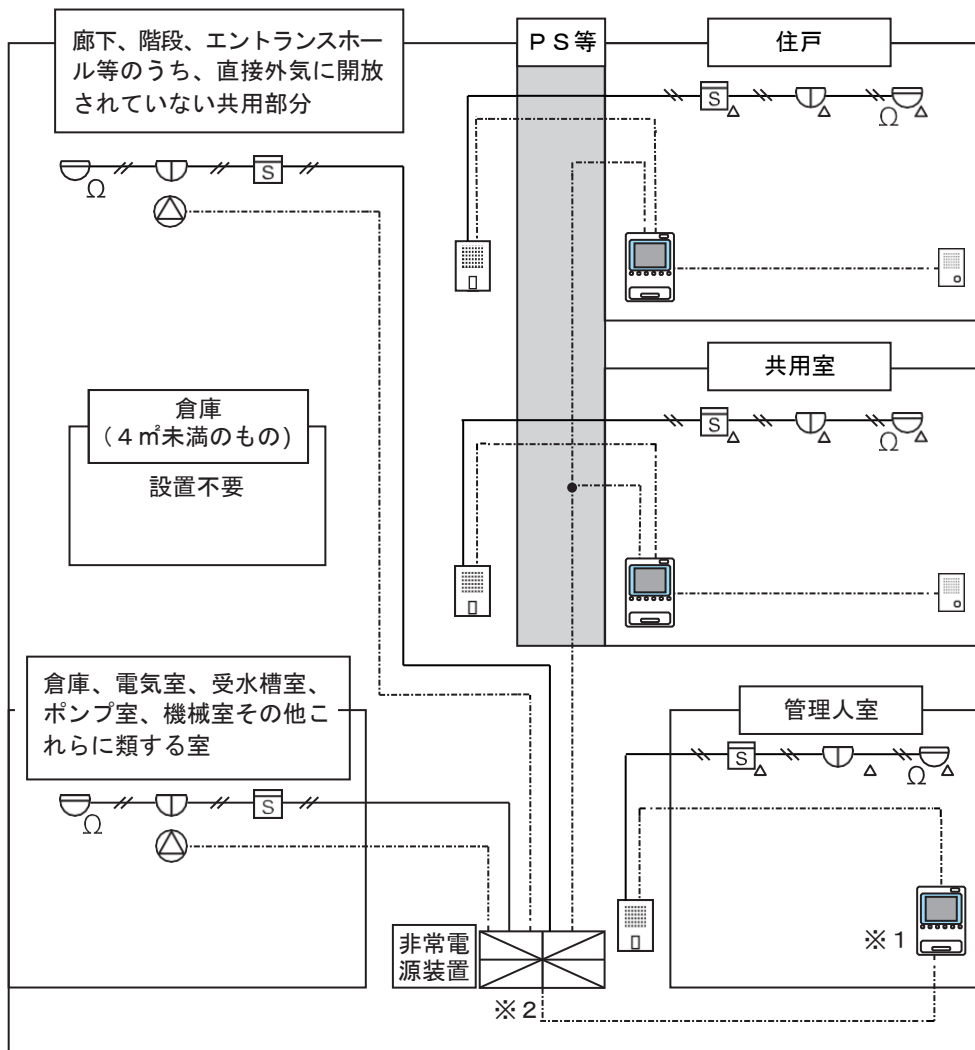 廊下、階段、エントランスホー
ル等のうち、直接外気に開放
されていない共用部分
ＰＳ等
住戸
S
Ω
S
Ω
共用室
S
Ω
倉庫
（４㎡未満のもの)
設置不要
倉庫、電気室、受水槽室、
ポンプ室、機械室その他こ
れらに類する室
管理人室
S
Ω
S
Ω
※１
非常電
源装置
※２